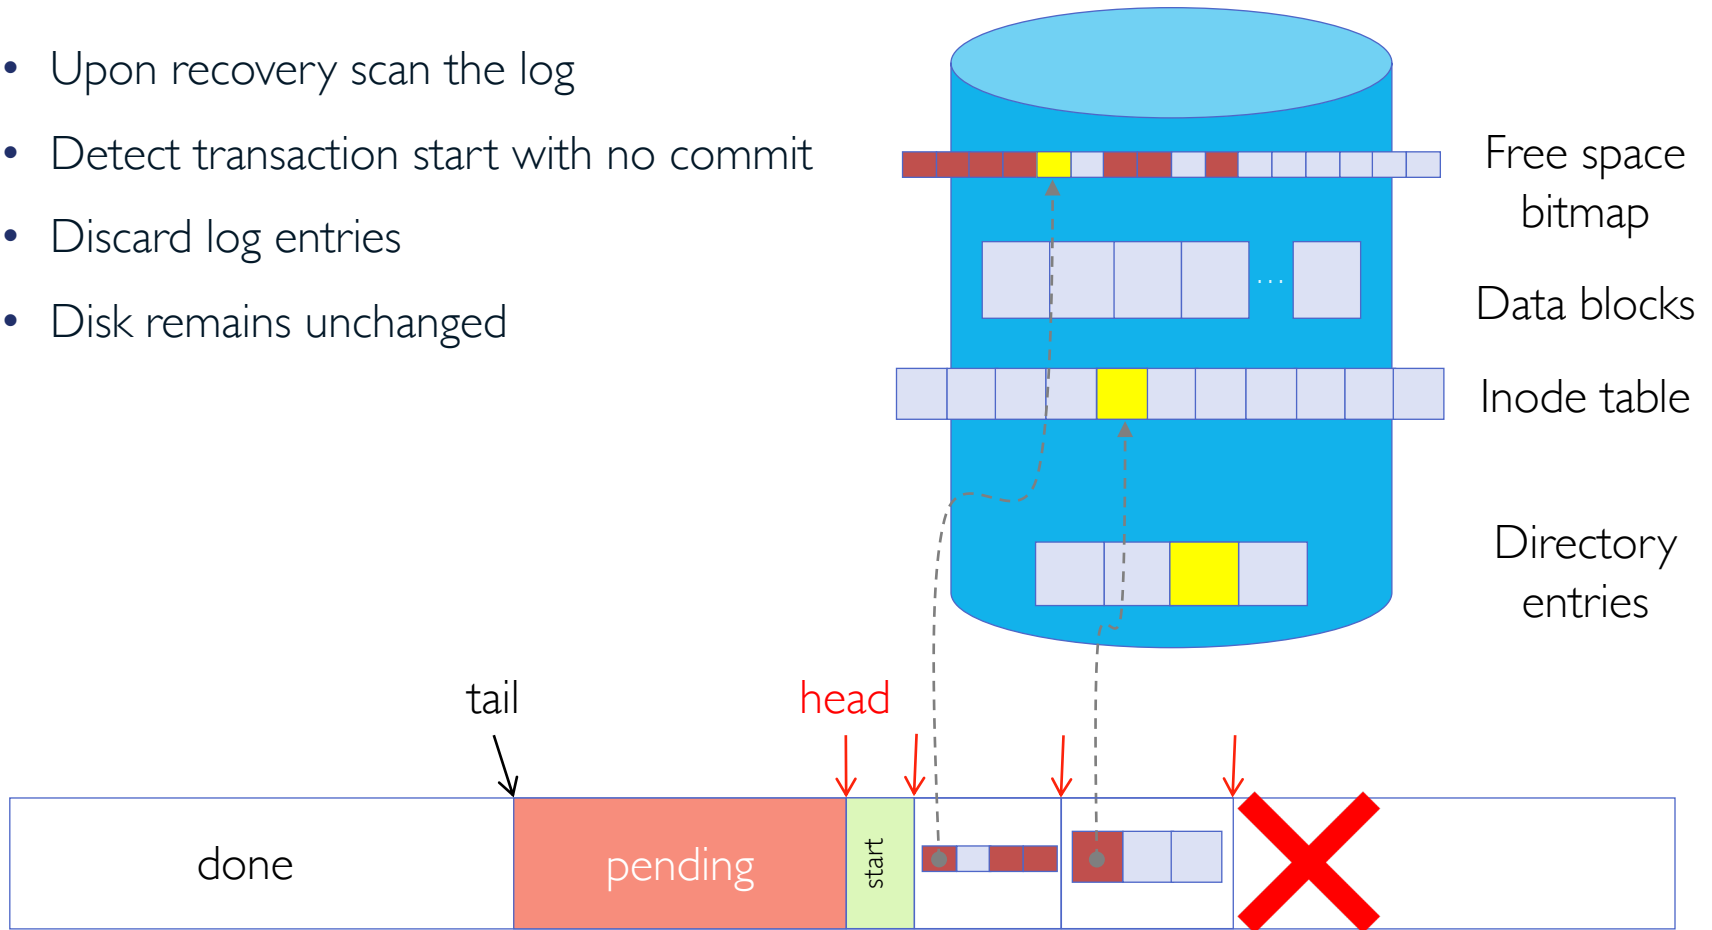 • Upon recovery scan the log
• Detect transaction start with no commit
• Discard log entries
• Disk remains unchanged
Free space
bitmap
...
Data blocks
Inode table
Directory
entries
tail
head
done
pending
start